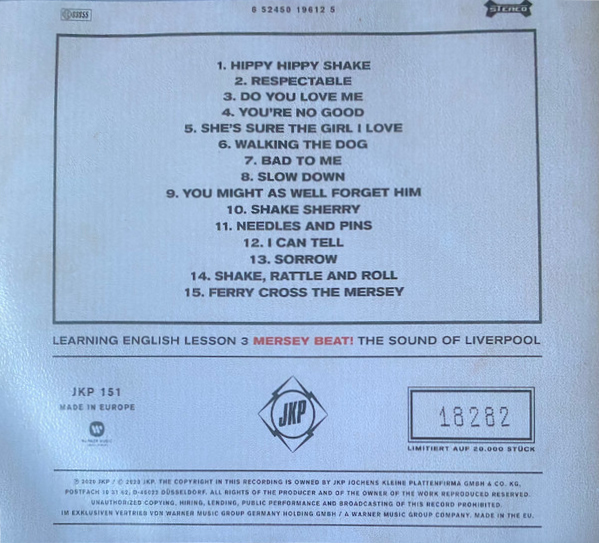 6 52450 19612 5
STEREO
1. HIPPY HIPPY SHAKE
2. RESPECTABLE
3. DO YOU LOVE ME
4. YOU'RE NO GOOD
5. SHE'S SURE THE GIRL I LOVE
6. WALKING THE DOG
7. BAD TO ME
8. SLOW DOWN
9. YOU MIGHT AS WELL FORGET HIM
10. SHAKE SHERRY
11. NEEDLES AND PINS
12. I CAN TELL
13. SORROW
14. SHAKE, RATTLE AND ROLL
15. FERRY CROSS THE MERSEY
LEARNING ENGLISH LESSON 3 MERSEY BEAT! THE SOUND OF LIVERPOOL
JKP 151
MADE IN EUROPE
WARNER MUSIC
JKP
18282
LIMITIERT AUF 20.000 STÜCK
℗ 2020 JKP / © 2020 JKP. THE COPYRIGHT IN THIS RECORDING IS OWNED BY JKP JOCHENS KLEINE PLATTENFIRMA GMBH & CO. KG,
POSTFACH 10 51 42, D-40023 DÜSSELDORF. ALL RIGHTS OF THE PRODUCER AND OF THE OWNER OF THE WORK REPRODUCED RESERVED.
UNAUTHORIZED COPYING, HIRING, LENDING, PUBLIC PERFORMANCE AND BROADCASTING OF THIS RECORD PROHIBITED.
IM EXKLUSIVEN VERTRIEB VON WARNER MUSIC GROUP GERMANY HOLDING GMBH / A WARNER MUSIC GROUP COMPANY. MADE IN THE EU.